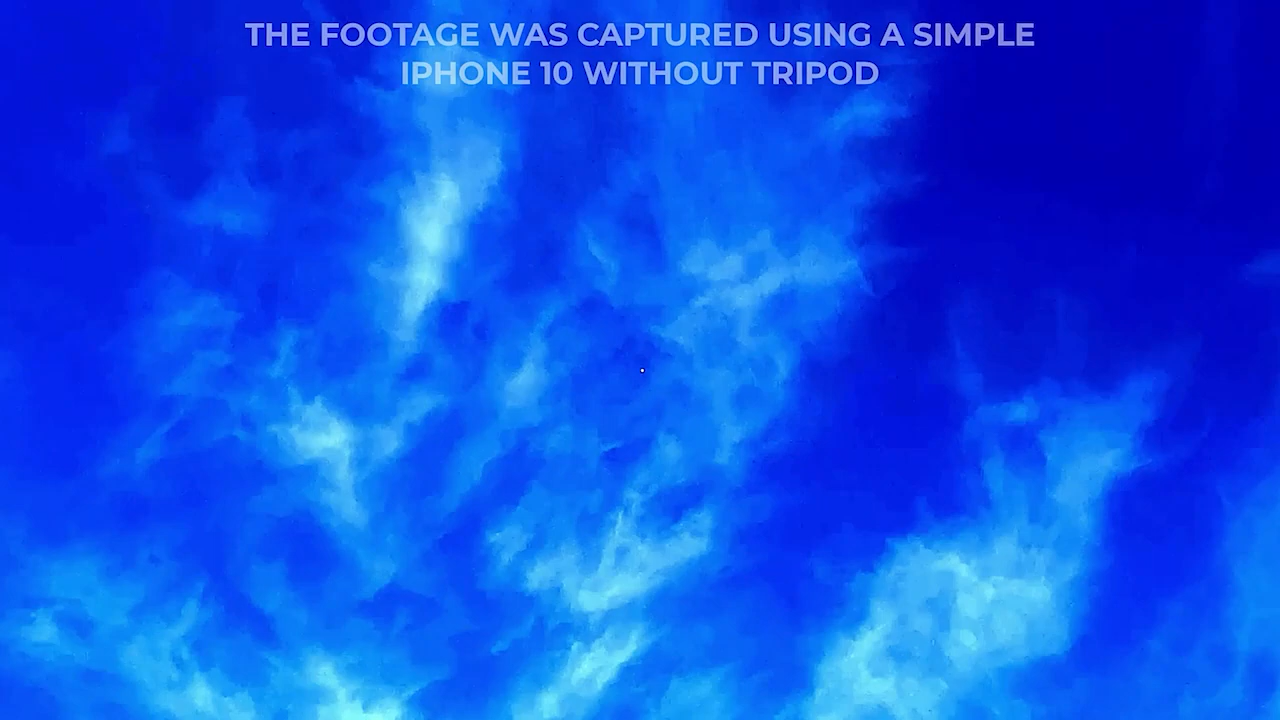 THE FOOTAGE WAS CAPTURED USING A SIMPLE
IPHONE 10 WITHOUT TRIPOD